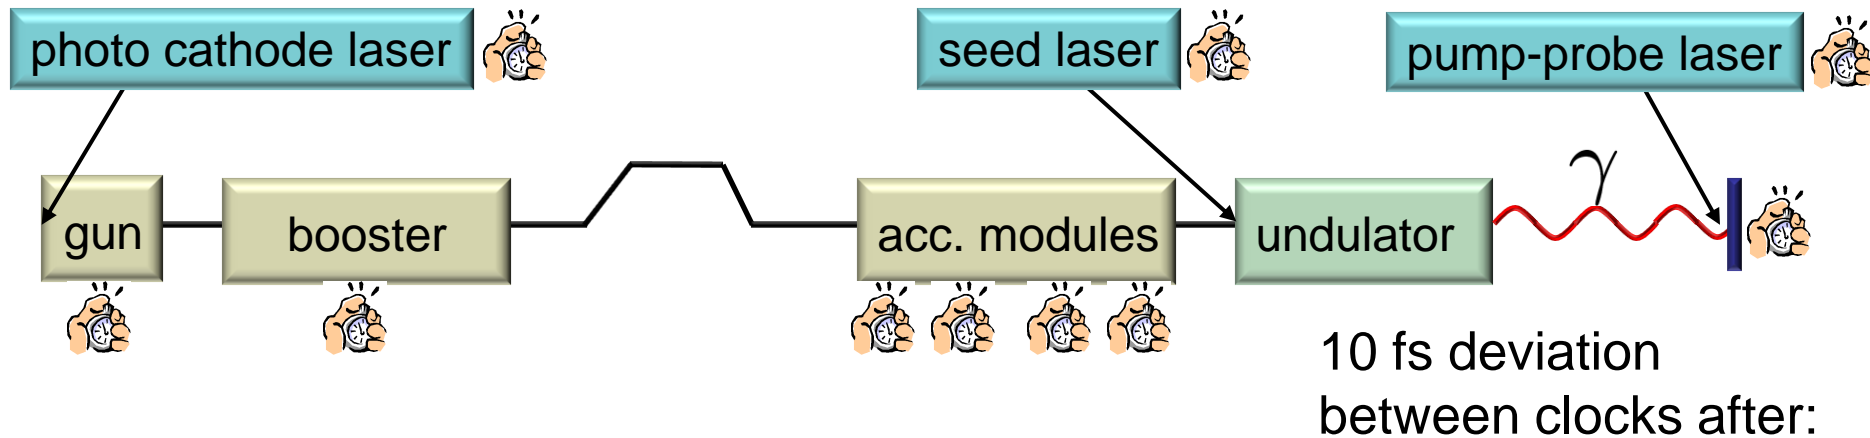 photo cathode laser
seed laser
pump-probe laser
γ
gun
booster
acc. modules
undulator
10 fs deviation
between clocks after: